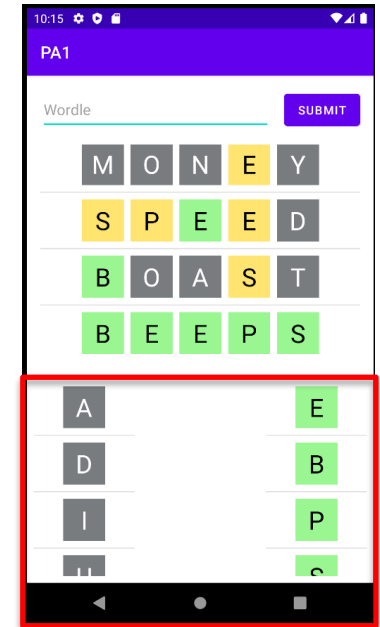 10:15
PA1
Wordle SUBMIT
M O N E Y
S P E E D
B O A S T
B E E P S
A E
D B
I P